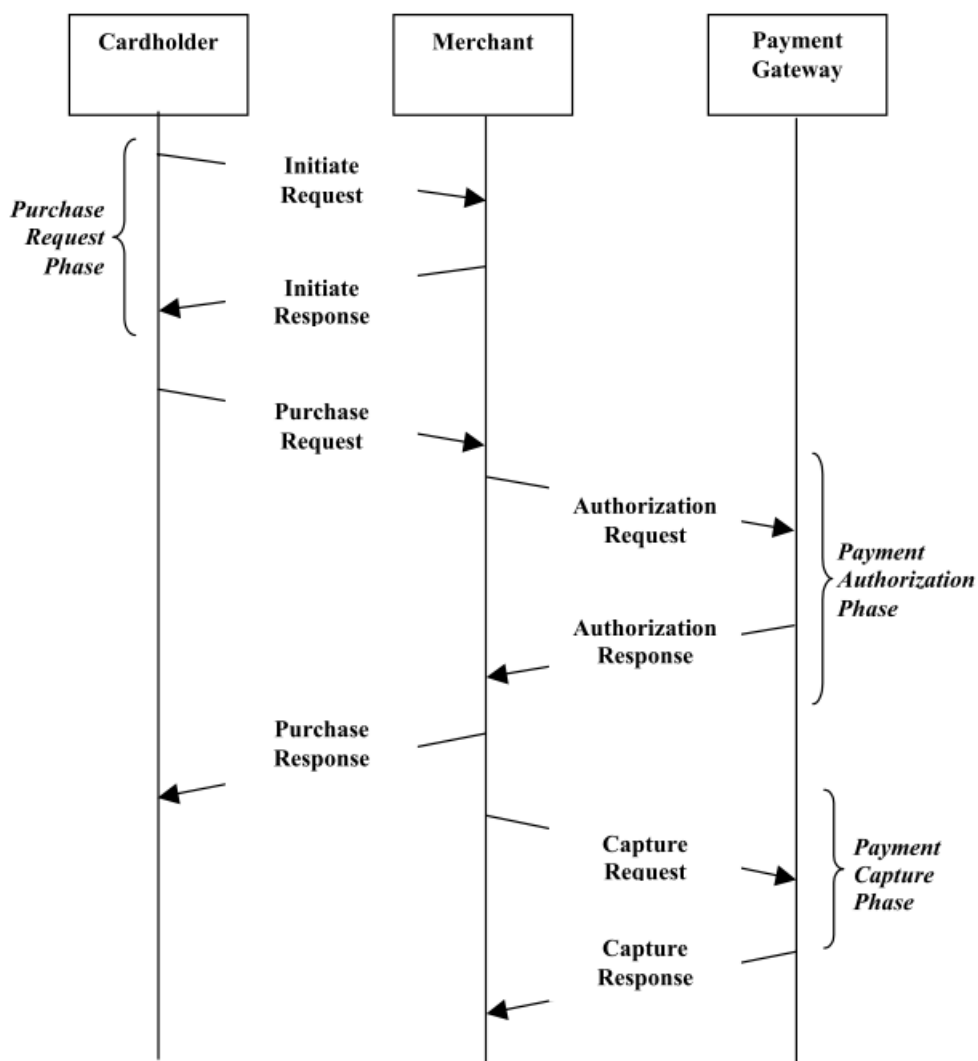 Cardholder
Merchant
Payment
Gateway
Initiate
Request
Purchase
Request
Phase
Initiate
Response
Purchase
Request
Authorization
Request
Payment
Authorization
Phase
Authorization
Response
Purchase
Response
Capture
Request
Payment
Capture
Phase
Capture
Response